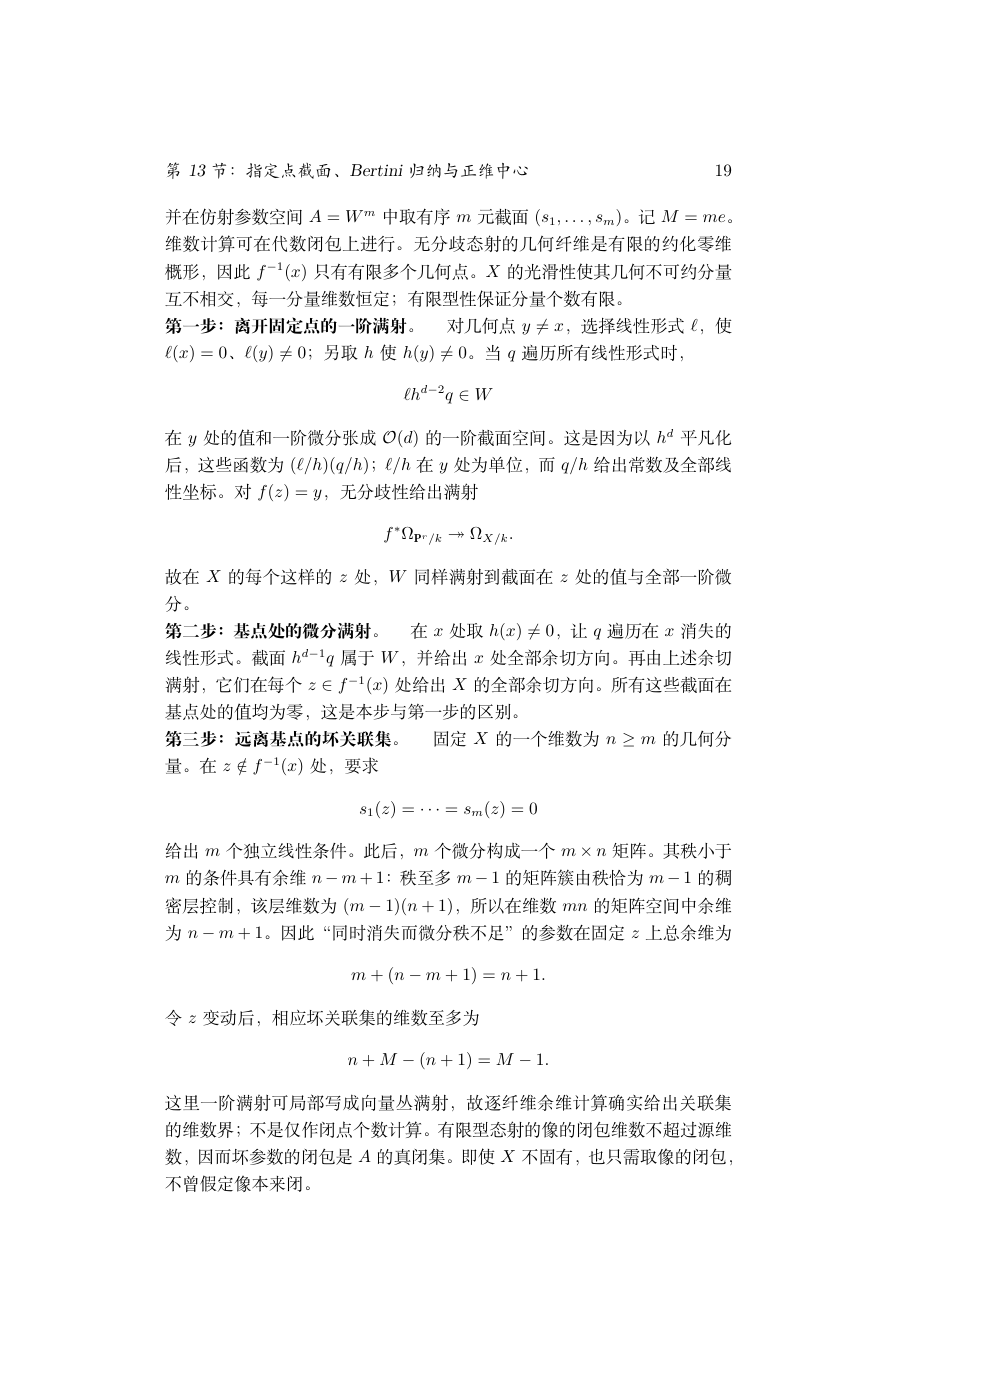 第 13 节：指定点截面、Bertini 归纳与正维中心 19
并在仿射参数空间 A = W^m 中取有序 m 元截面 (s_1, . . . , s_m)。记 M = me。
维数计算可在代数闭包上进行。无分歧态射的几何纤维是有限的约化零维
概形，因此 f^{−1}(x) 只有有限多个几何点。X 的光滑性使其几何不可约分量
互不相交，每一分量维数恒定；有限型性保证分量个数有限。
第一步：离开固定点的一阶满射。 对几何点 y ≠ x，选择线性形式 ℓ，使
ℓ(x) = 0、ℓ(y) ≠ 0；另取 h 使 h(y) ≠ 0。当 q 遍历所有线性形式时，
ℓh^{d−2}q ∈ W
在 y 处的值和一阶微分张成 𝒪(d) 的一阶截面空间。这是因为以 h^d 平凡化
后，这些函数为 (ℓ/h)(q/h)；ℓ/h 在 y 处为单位，而 q/h 给出常数及全部线
性坐标。对 f(z) = y，无分歧性给出满射
f^*Ω_{𝐏^r/k} ↠ Ω_{X/k}.
故在 X 的每个这样的 z 处，W 同样满射到截面在 z 处的值与全部一阶微
分。
第二步：基点处的微分满射。 在 x 处取 h(x) ≠ 0，让 q 遍历在 x 消失的
线性形式。截面 h^{d−1}q 属于 W，并给出 x 处全部余切方向。再由上述余切
满射，它们在每个 z ∈ f^{−1}(x) 处给出 X 的全部余切方向。所有这些截面在
基点处的值均为零，这是本步与第一步的区别。
第三步：远离基点的坏关联集。 固定 X 的一个维数为 n ≥ m 的几何分
量。在 z ∉ f^{−1}(x) 处，要求
s_1(z) = · · · = s_m(z) = 0
给出 m 个独立线性条件。此后，m 个微分构成一个 m × n 矩阵。其秩小于
m 的条件具有余维 n − m + 1：秩至多 m − 1 的矩阵簇由秩恰为 m − 1 的稠
密层控制，该层维数为 (m − 1)(n + 1)，所以在维数 mn 的矩阵空间中余维
为 n − m + 1。因此 “同时消失而微分秩不足” 的参数在固定 z 上总余维为
m + (n − m + 1) = n + 1.
令 z 变动后，相应坏关联集的维数至多为
n + M − (n + 1) = M − 1.
这里一阶满射可局部写成向量丛满射，故逐纤维余维计算确实给出关联集
的维数界；不是仅作闭点个数计算。有限型态射的像的闭包维数不超过源维
数，因而坏参数的闭包是 A 的真闭集。即使 X 不固有，也只需取像的闭包，
不曾假定像本来闭。